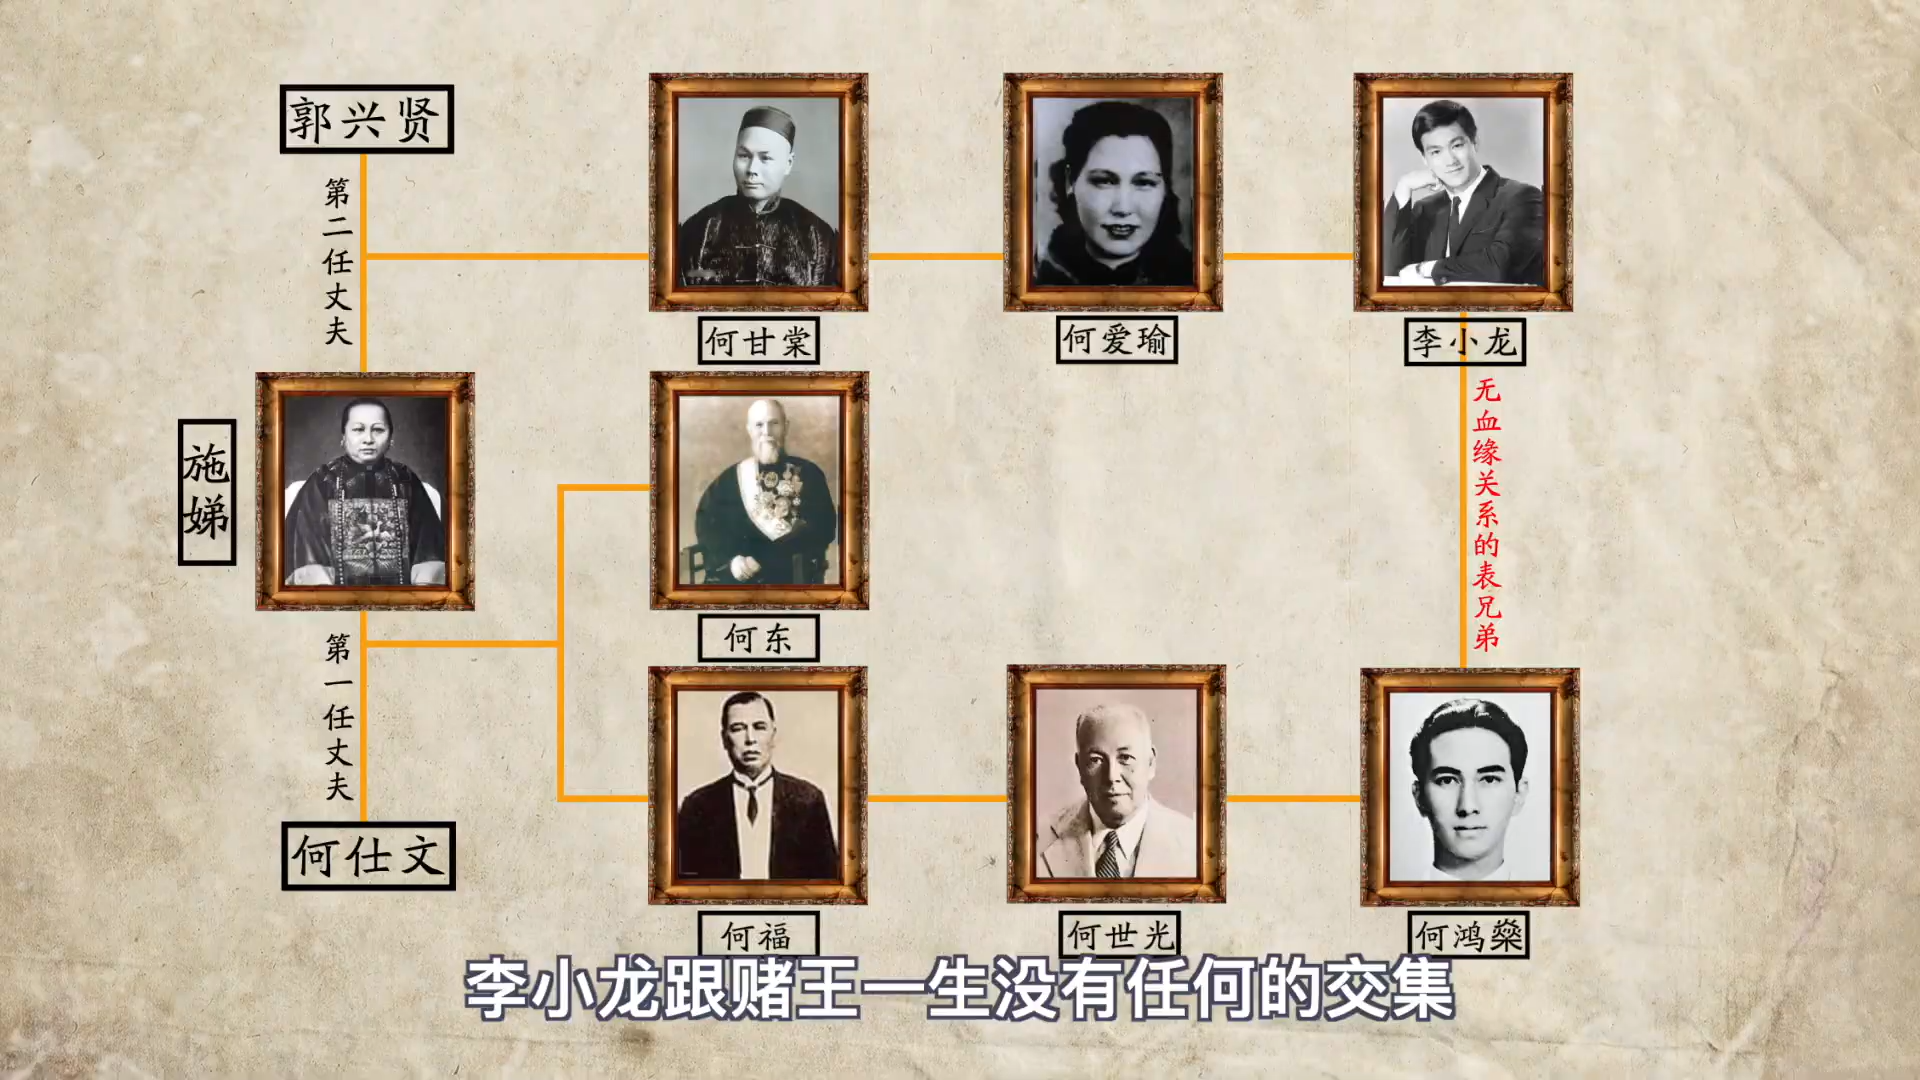 郭兴贤
第二任丈夫
何甘棠
何爱瑜
李小龙
施娣
无血缘关系的表兄弟
何东
第一任丈夫
何仕文
何福
何世光
何鸿燊
李小龙跟赌王一生没有任何的交集